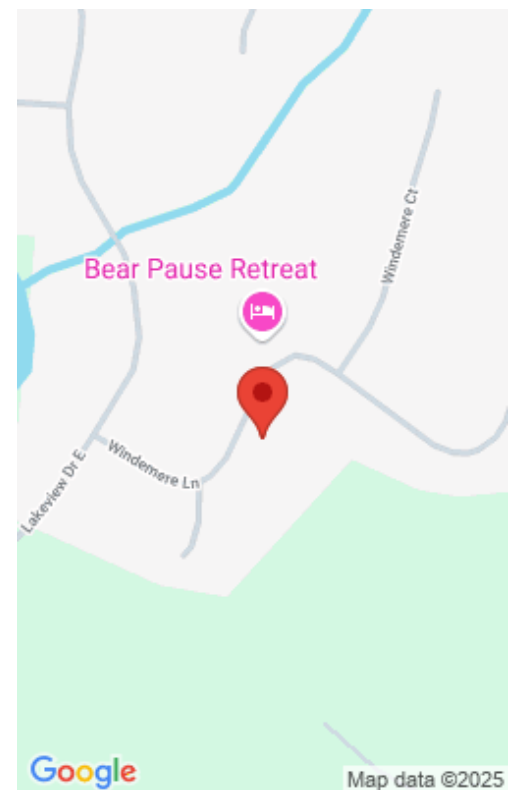 Windemere Ct
Bear Pause Retreat
Windemere Ln
Lakeview Dr E
Google
Map data ©2025